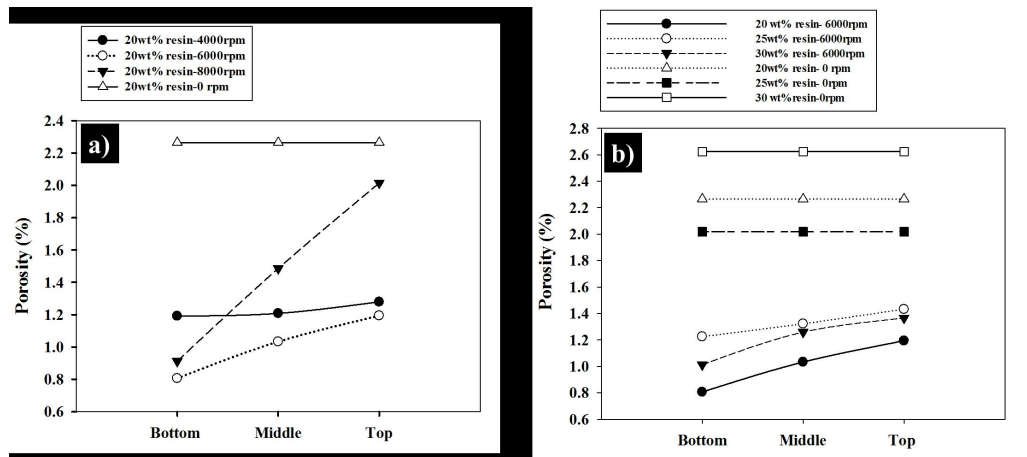 20wt% resin-4000rpm
20wt% resin-6000rpm
20wt% resin-8000rpm
20wt% resin-0 rpm
a)
2.4
2.2
2.0
1.8
1.6
1.4
1.2
1.0
0.8
0.6
Porosity (%)
Bottom Middle Top
20 wt% resin- 6000rpm
25wt% resin-6000rpm
30wt% resin- 6000rpm
20wt% resin- 0 rpm
25wt% resin- 0rpm
30 wt%resin-0rpm
b)
2.8
2.6
2.4
2.2
2.0
1.8
1.6
1.4
1.2
1.0
0.8
0.6
Porosity (%)
Bottom Middle Top